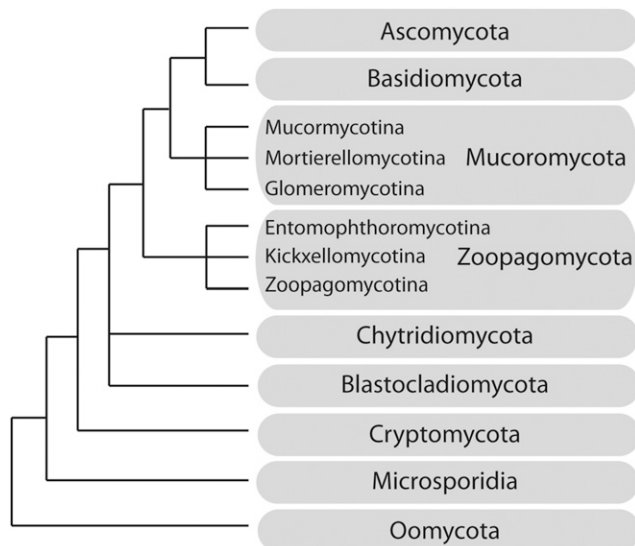 Ascomycota
Basidiomycota
Mucormycotina
Mortierellomycotina Mucoromycota
Glomeromycotina
Entomophthoromycotina
Kickxellomycotina Zoopagomycota
Zoopagomycotina
Chytridiomycota
Blastocladiomycota
Cryptomycota
Microsporidia
Oomycota